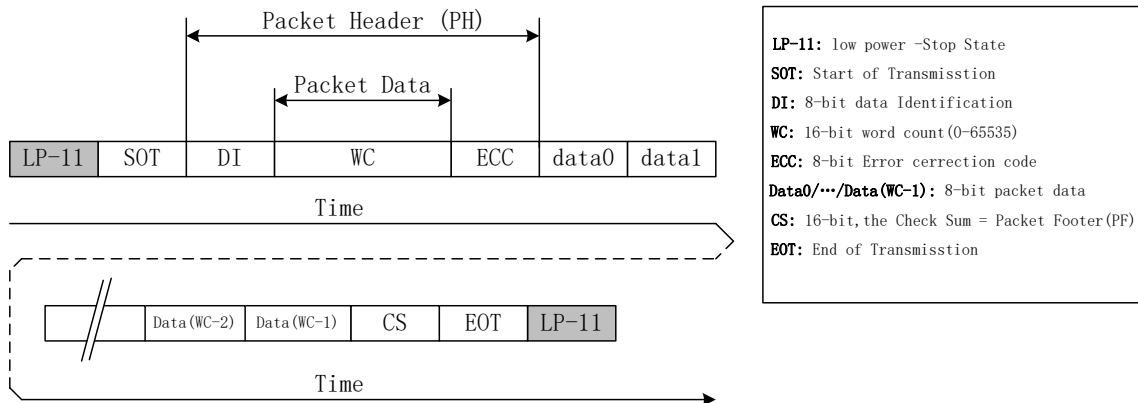 Packet Header (PH)
Packet Data
LP-11 SOT DI WC ECC data0 data1
Time
Data(WC-2) Data(WC-1) CS EOT LP-11
Time
LP-11: low power -Stop State
SOT: Start of Transmisstion
DI: 8-bit data Identification
WC: 16-bit word count(0-65535)
ECC: 8-bit Error cerrection code
Data0/···/Data(WC-1): 8-bit packet data
CS: 16-bit,the Check Sum = Packet Footer(PF)
EOT: End of Transmisstion